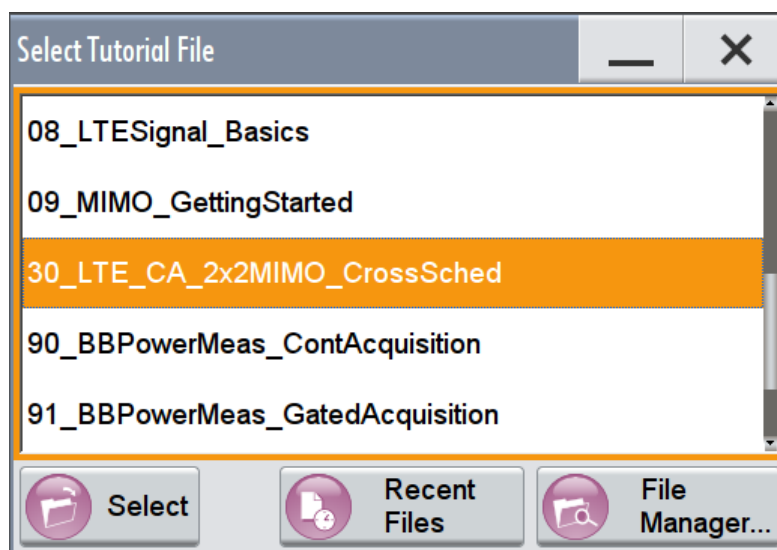 Select Tutorial File
08_LTESignal_Basics
09_MIMO_GettingStarted
30_LTE_CA_2x2MIMO_CrossSched
90_BBPowerMeas_ContAcquisition
91_BBPowerMeas_GatedAcquisition
Select
Recent
Files
File
Manager...